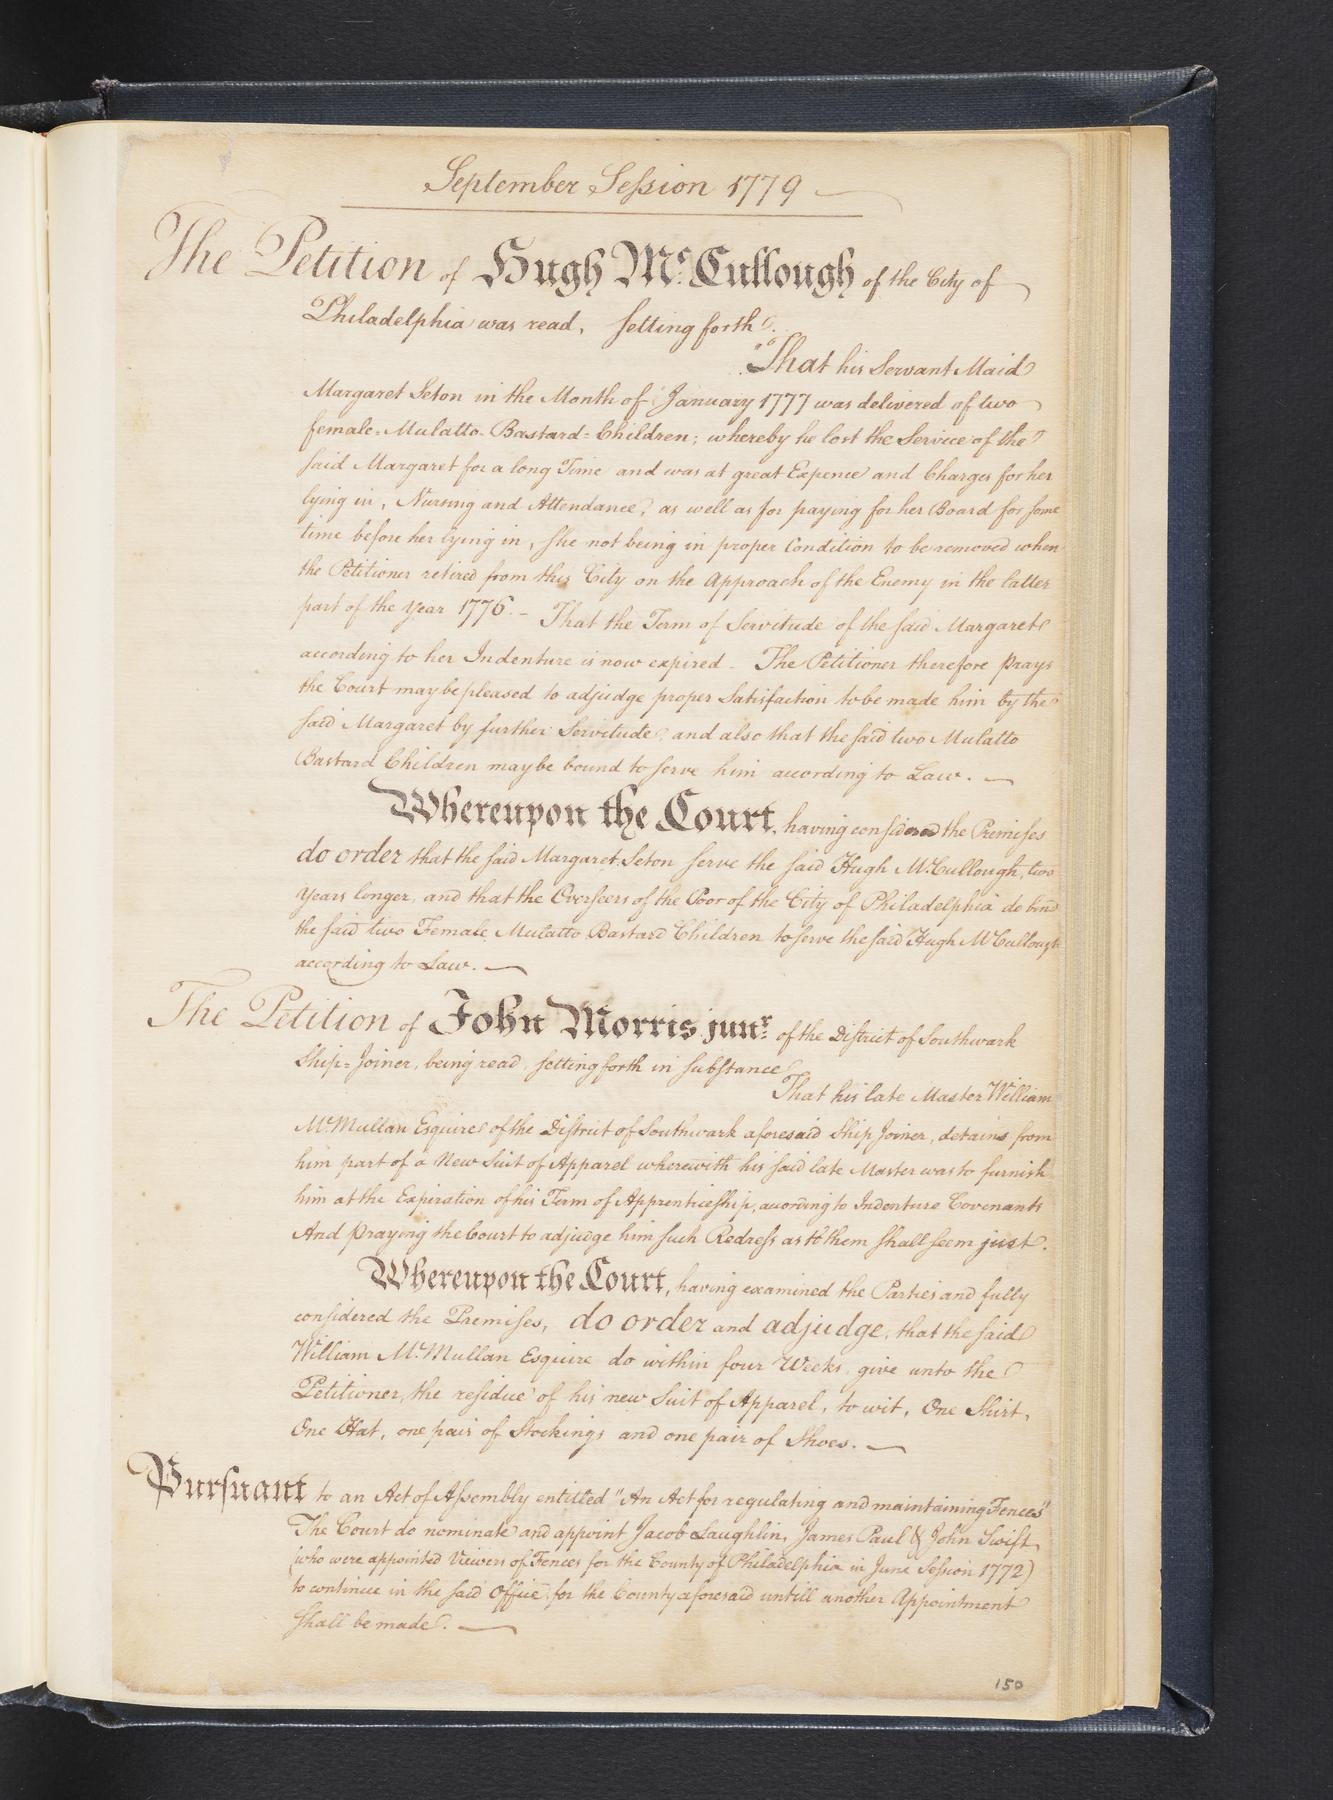 September Session 1779
The Petition of Hugh McCullough of the City of
Philadelphia was read, setting forth.
"That his Servant Maid
Margaret Seton in the Month of January 1777 was delivered of two
female-Mulatto-Bastard-Children; whereby he lost the Service of the
said Margaret for a long Time and was at great Expence and Charges for her
lying in, Nursing and Attendance, as well as for paying for her Board for some
time before her lying in, she not being in proper Condition to be removed when
the Petitioner retired from this City on the Approach of the Enemy in the latter
part of the year 1776.— That the Term of Servitude of the said Margaret
according to her Indenture is now expired - The Petitioner therefore prays
the Court may be pleased to adjudge proper Satisfaction to be made him by the
said Margaret by further Servitude, and also that the said two Mulatto
Bastard Children may be bound to serve him according to Law. —
Whereupon the Court, having considered the Premises
do order that the said Margaret Seton serve the said Hugh McCullough, two
Years longer, and that the Overseers of the Poor of the City of Philadelphia do bind
the said two Female Mulatto Bastard Children to serve the said Hugh McCullough
according to Law. —
The Petition of John Morris junr. of the District of Southwark
Ship-Joiner, being read, setting forth in substance
That his late Master William
McMullan Esquire of the District of Southwark aforesaid Ship Joiner, detains from
him part of a New Suit of Apparel wherewith his said late Master was to furnish
him at the Expiration of his Term of Apprenticeship, according to Indenture Covenants
And praying the Court to adjudge him such Redress as to them shall seem just.
Whereupon the Court, having examined the Parties and fully
considered the Premises, do order and adjudge, that the said
William McMullan Esquire do within four Weeks, give unto the
Petitioner, the residue of his new Suit of Apparel, to wit, One Shirt,
One Hat, one pair of Stockings and one pair of Shoes. —
Pursuant to an Act of Assembly entitled "An Act for regulating and maintaining Fences"
The Court do nominate and appoint Jacob Laughlin, James Paul & John Swift
(who were appointed Viewers of Fences for the County of Philadelphia in June Session 1772)
to continue in the said Office, for the County aforesaid untill another Appointment
shall be made. —
150